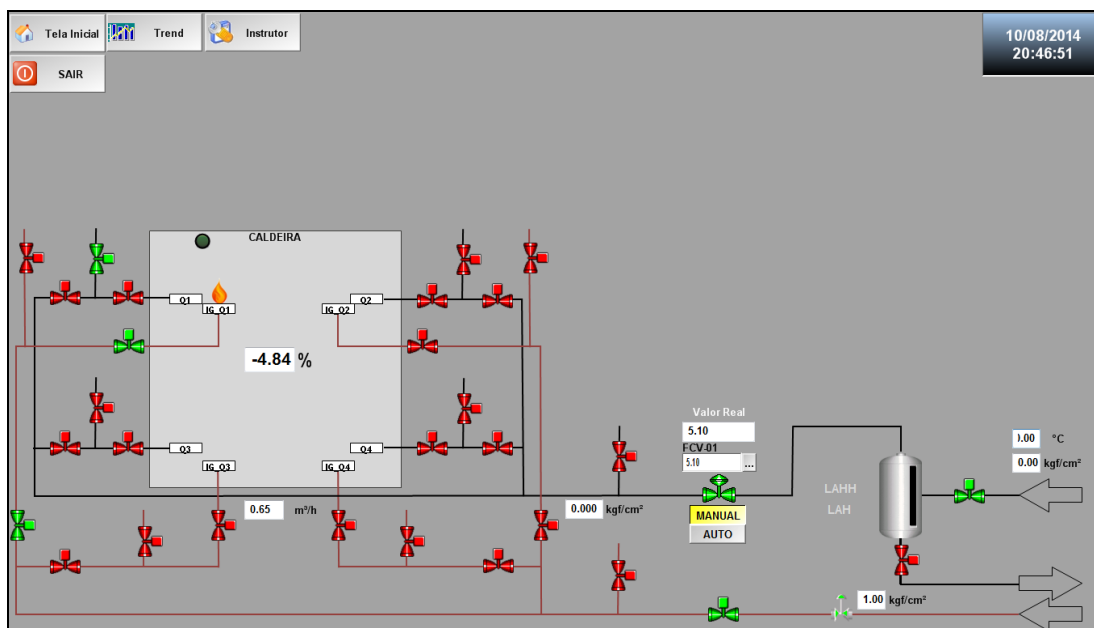 Tela Inicial
Trend
Instrutor
10/08/2014
20:46:51
SAIR
CALDEIRA
Q1
IG_Q1
Q2
IG_Q2
-4.84 %
Valor Real
5.10
FCV-01
5.10
...
MANUAL
AUTO
Q3
IG_Q3
Q4
IG_Q4
0.65 m³/h
0.000 kgf/cm²
LAHH
LAH
.00 °C
0.00 kgf/cm²
1.00 kgf/cm²